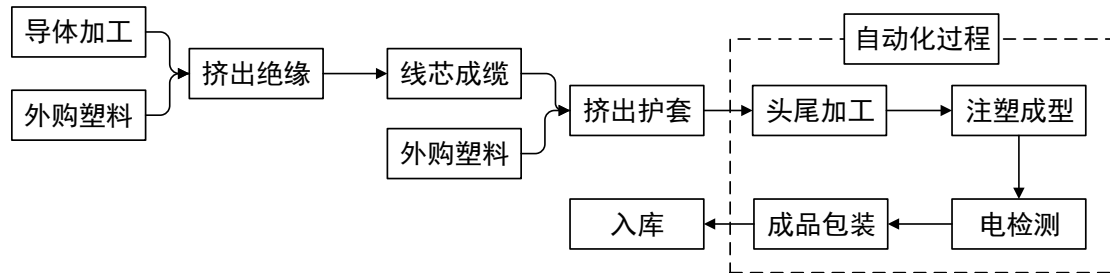 导体加工
外购塑料
挤出绝缘
线芯成缆
外购塑料
挤出护套
自动化过程
头尾加工
注塑成型
电检测
成品包装
入库